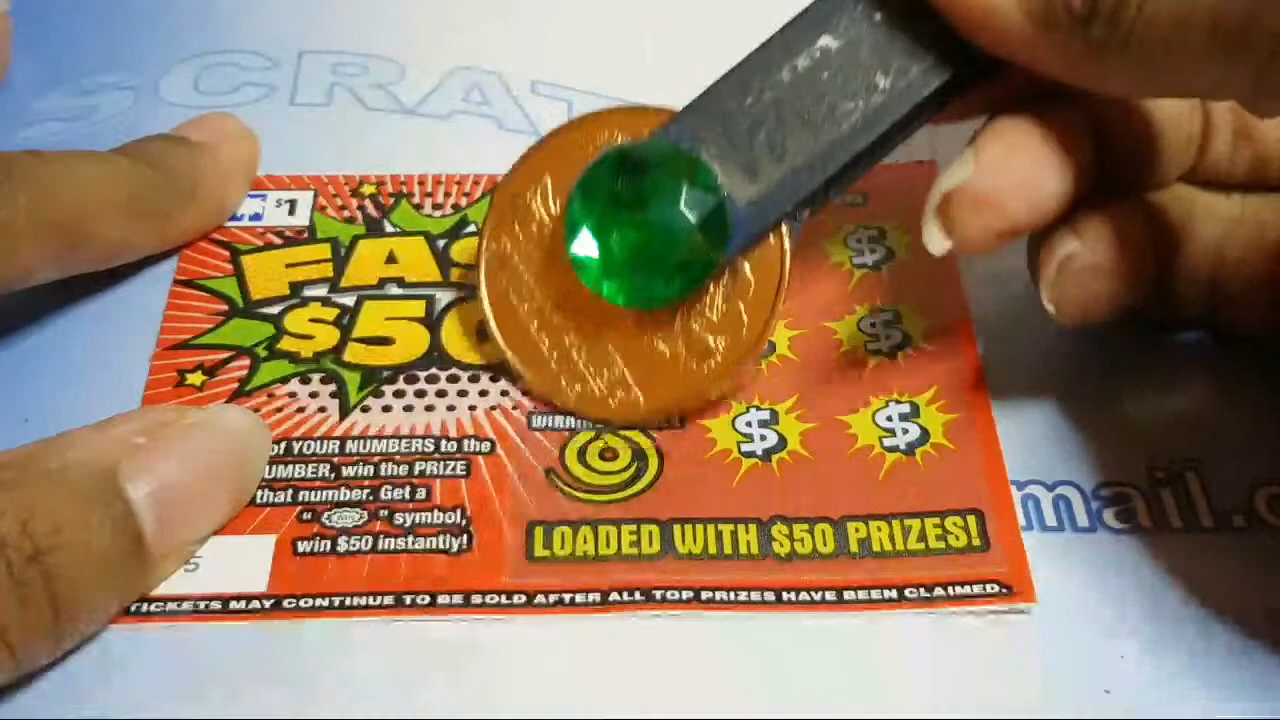 SCRAT
$1
FAS
$50
of YOUR NUMBERS to the
UMBER, win the PRIZE
that number. Get a
" " symbol,
win $50 instantly!
5
$
$
$
$
LOADED WITH $50 PRIZES!
TICKETS MAY CONTINUE TO BE SOLD AFTER ALL TOP PRIZES HAVE BEEN CLAIMED.
mail.c